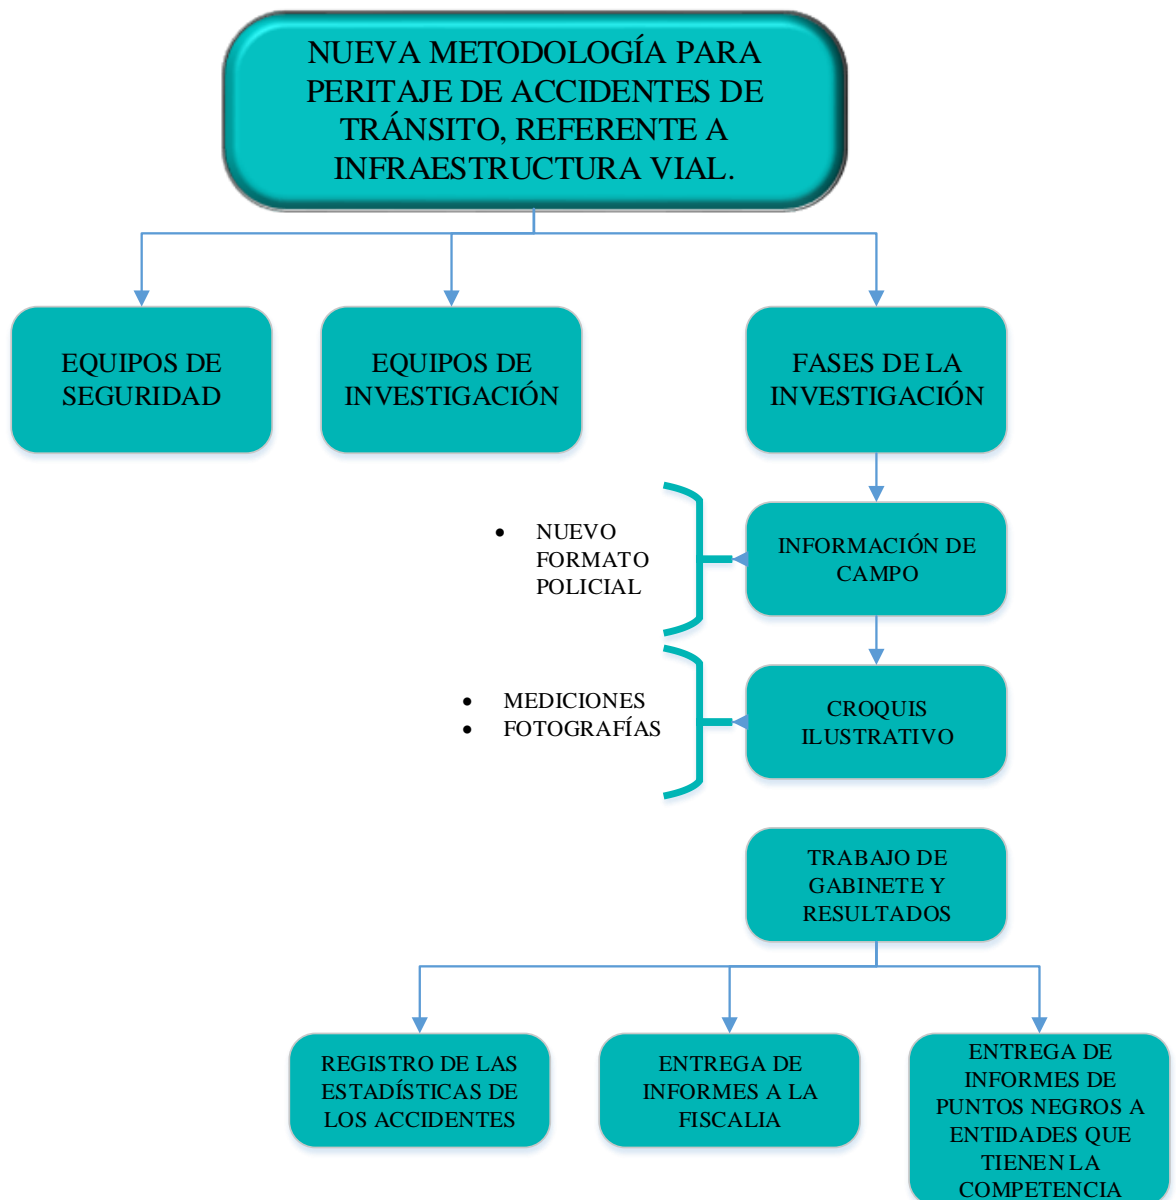 NUEVA METODOLOGÍA PARA
PERITAJE DE ACCIDENTES DE
TRÁNSITO, REFERENTE A
INFRAESTRUCTURA VIAL.
EQUIPOS DE
SEGURIDAD
EQUIPOS DE
INVESTIGACIÓN
FASES DE LA
INVESTIGACIÓN
• NUEVO
FORMATO
POLICIAL
INFORMACIÓN DE
CAMPO
• MEDICIONES
• FOTOGRAFÍAS
CROQUIS
ILUSTRATIVO
TRABAJO DE
GABINETE Y
RESULTADOS
REGISTRO DE LAS
ESTADÍSTICAS DE
LOS ACCIDENTES
ENTREGA DE
INFORMES A LA
FISCALIA
ENTREGA DE
INFORMES DE
PUNTOS NEGROS A
ENTIDADES QUE
TIENEN LA
COMPETENCIA